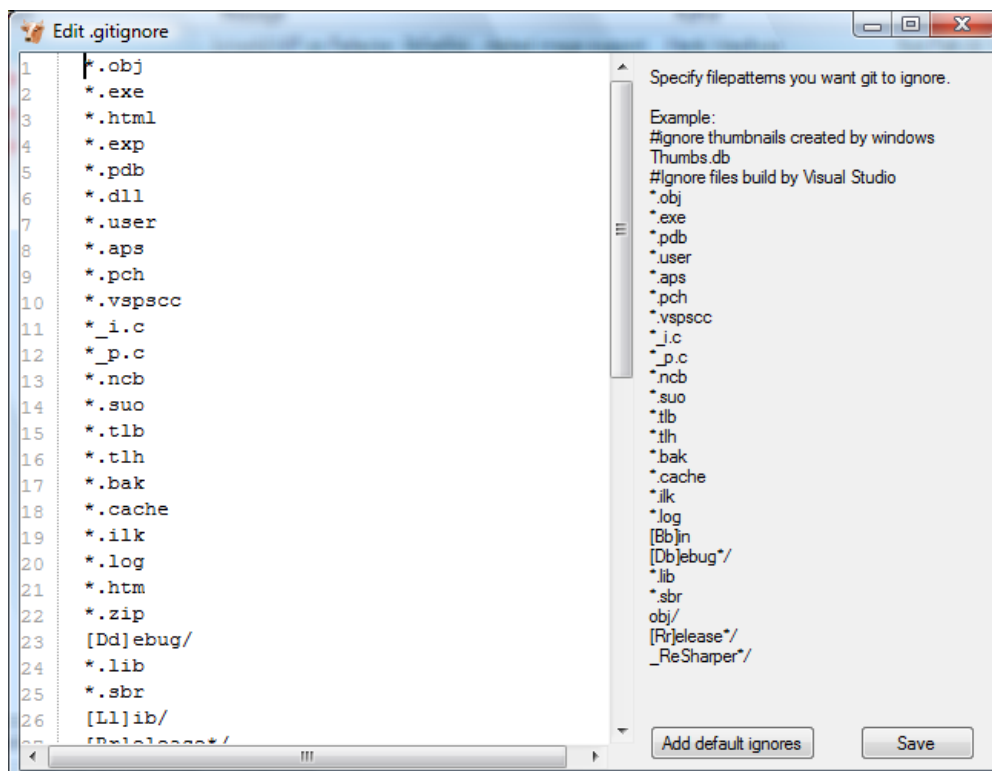 Edit .gitignore
1 *.obj
2 *.exe
3 *.html
4 *.exp
5 *.pdb
6 *.dll
7 *.user
8 *.aps
9 *.pch
10 *.vspscc
11 *_i.c
12 *_p.c
13 *.ncb
14 *.suo
15 *.tlb
16 *.tlh
17 *.bak
18 *.cache
19 *.ilk
20 *.log
21 *.htm
22 *.zip
23 [Dd]ebug/
24 *.lib
25 *.sbr
26 [Ll]ib/
27 [Rr]elease*/
Specify filepatterns you want git to ignore.
Example:
#ignore thumbnails created by windows
Thumbs.db
#Ignore files build by Visual Studio
*.obj
*.exe
*.pdb
*.user
*.aps
*.pch
*.vspscc
*_i.c
*_p.c
*.ncb
*.suo
*.tlb
*.tlh
*.bak
*.cache
*.ilk
*.log
[Bb]in
[Db]ebug*/
*.lib
*.sbr
obj/
[Rr]elease*/
_ReSharper*/
Add default ignores
Save